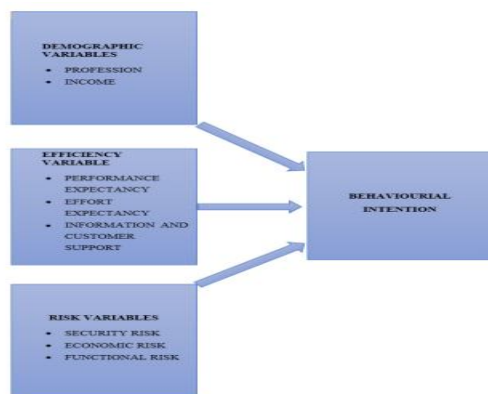 DEMOGRAPHIC
VARIABLES
• PROFESSION
• INCOME
EFFICIENCY
VARIABLE
• PERFORMANCE
EXPECTANCY
• EFFORT
EXPECTANCY
• INFORMATION AND
CUSTOMER
SUPPORT
RISK VARIABLES
• SECURITY RISK
• ECONOMIC RISK
• FUNCTIONAL RISK
BEHAVIOURIAL
INTENTION